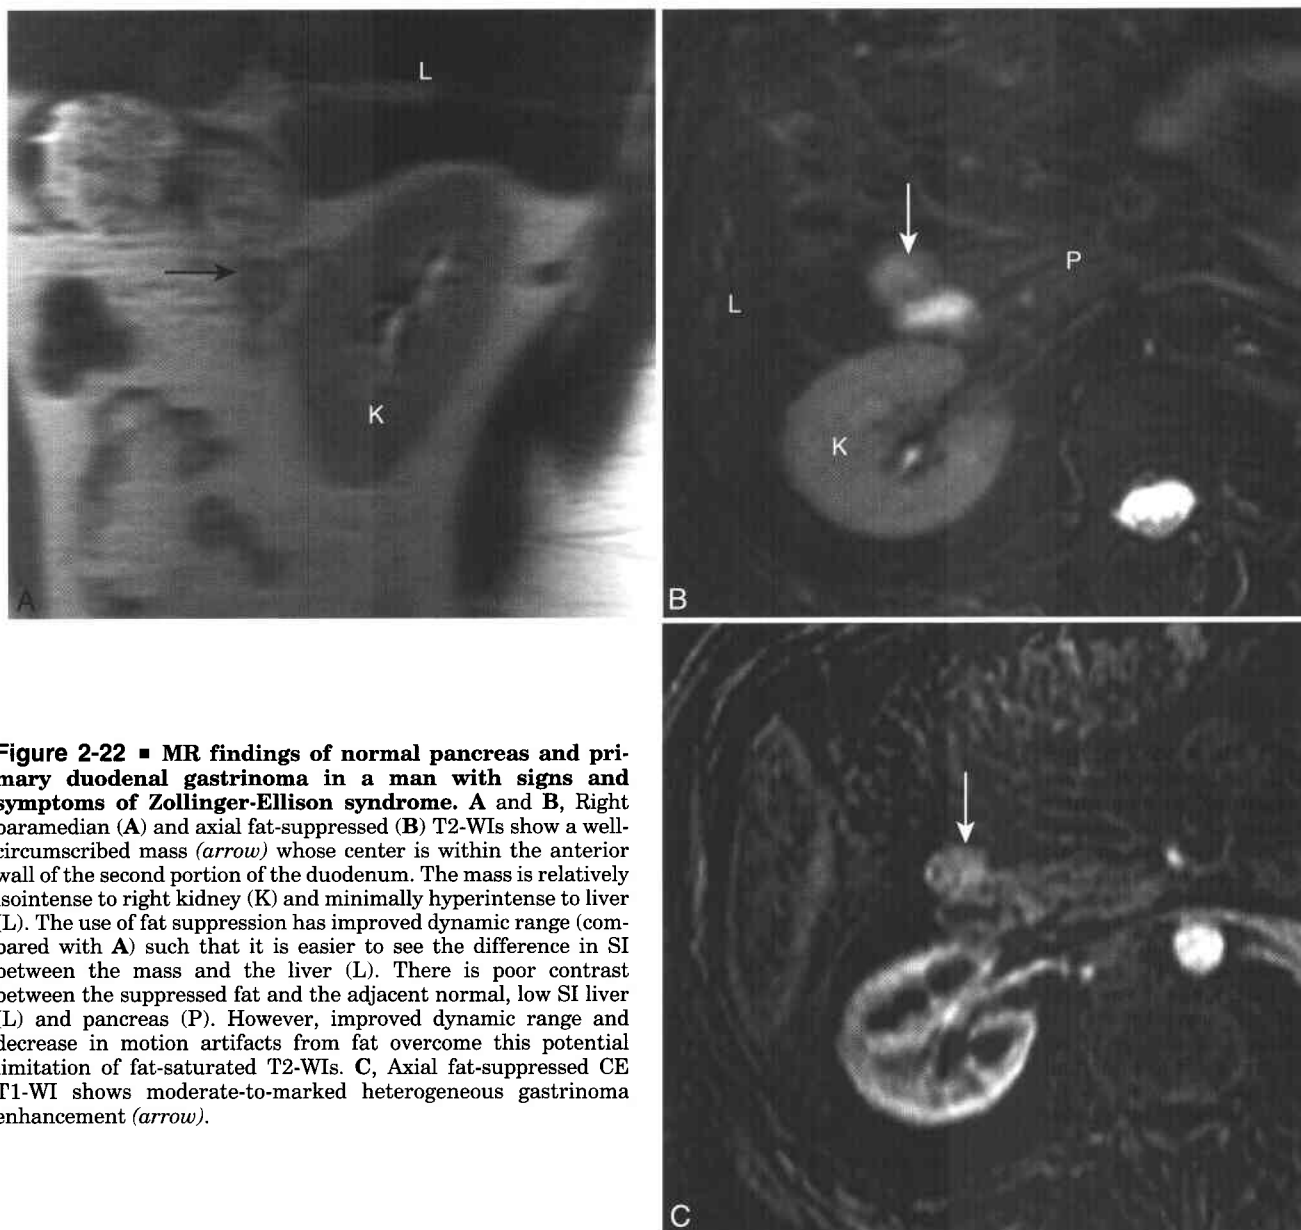 L
K
A
L
P
K
B
C
Figure 2-22 ■ MR findings of normal pancreas and pri-
mary duodenal gastrinoma in a man with signs and
symptoms of Zollinger-Ellison syndrome. A and B, Right
paramedian (A) and axial fat-suppressed (B) T2-WIs show a well-
circumscribed mass (arrow) whose center is within the anterior
wall of the second portion of the duodenum. The mass is relatively
isointense to right kidney (K) and minimally hyperintense to liver
(L). The use of fat suppression has improved dynamic range (com-
pared with A) such that it is easier to see the difference in SI
between the mass and the liver (L). There is poor contrast
between the suppressed fat and the adjacent normal, low SI liver
(L) and pancreas (P). However, improved dynamic range and
decrease in motion artifacts from fat overcome this potential
limitation of fat-saturated T2-WIs. C, Axial fat-suppressed CE
T1-WI shows moderate-to-marked heterogeneous gastrinoma
enhancement (arrow).